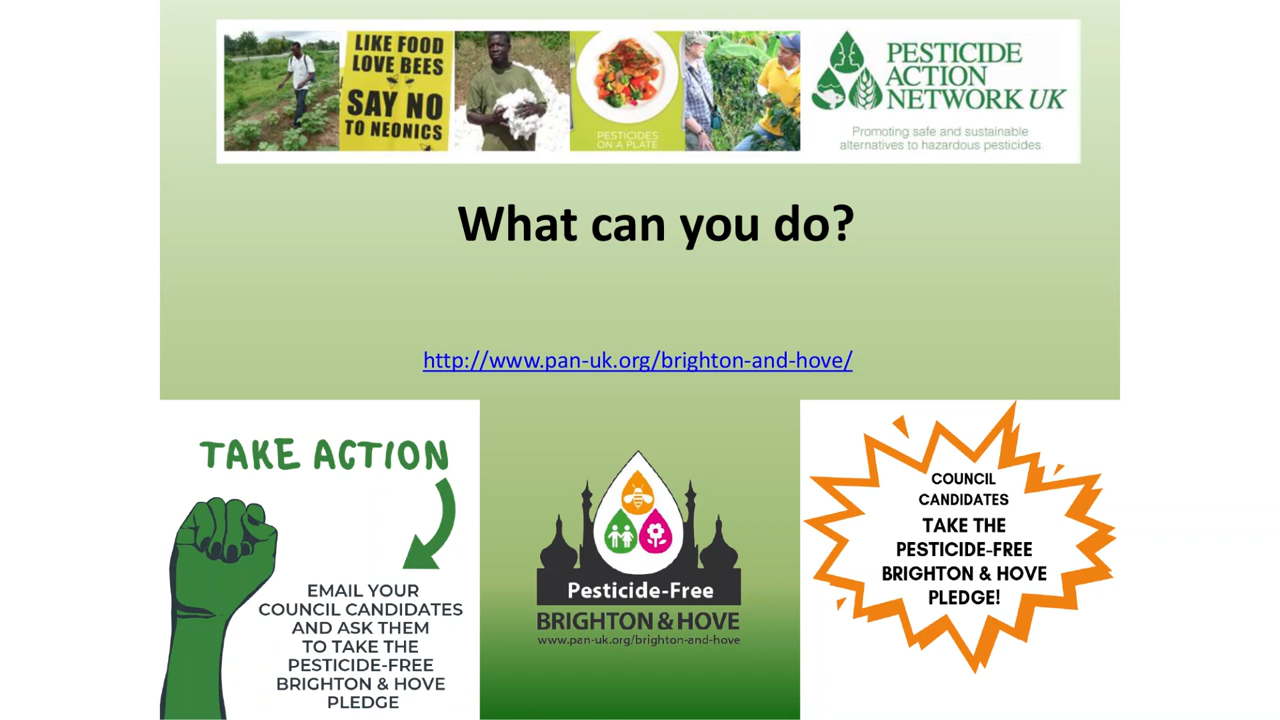 LIKE FOOD
LOVE BEES
SAY NO
TO NEONICS
PESTICIDES
ON A PLATE
PESTICIDE
ACTION
NETWORK UK
Promoting safe and sustainable
alternatives to hazardous pesticides
What can you do?
http://www.pan-uk.org/brighton-and-hove/
TAKE ACTION
EMAIL YOUR
COUNCIL CANDIDATES
AND ASK THEM
TO TAKE THE
PESTICIDE-FREE
BRIGHTON & HOVE
PLEDGE
Pesticide-Free
BRIGHTON & HOVE
www.pan-uk.org/brighton-and-hove
COUNCIL
CANDIDATES
TAKE THE
PESTICIDE-FREE
BRIGHTON & HOVE
PLEDGE!